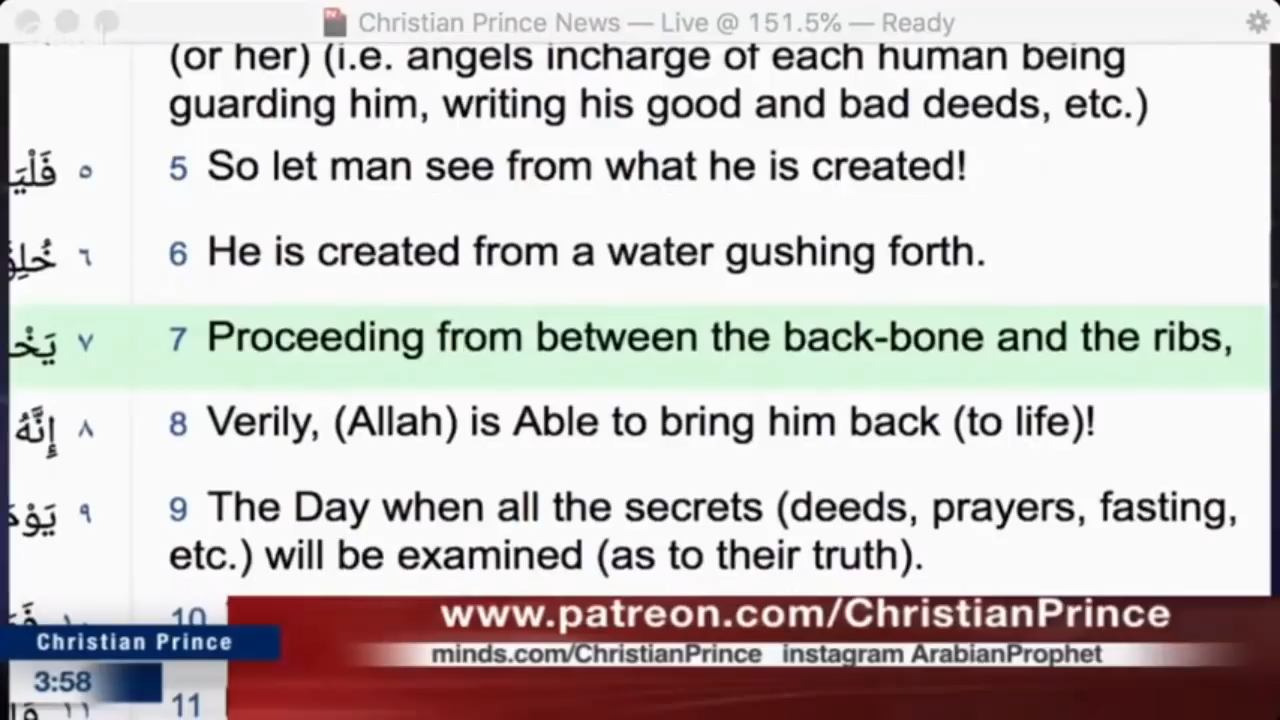 Christian Prince News — Live @ 151.5% — Ready
(or her) (i.e. angels incharge of each human being
guarding him, writing his good and bad deeds, etc.)
٥ 5 So let man see from what he is created!
٦ 6 He is created from a water gushing forth.
٧ 7 Proceeding from between the back-bone and the ribs,
إِنَّهُ ٨ 8 Verily, (Allah) is Able to bring him back (to life)!
٩ 9 The Day when all the secrets (deeds, prayers, fasting,
etc.) will be examined (as to their truth).
10
www.patreon.com/ChristianPrince
Christian Prince
minds.com/ChristianPrince instagram ArabianProphet
3:58
١١ 11